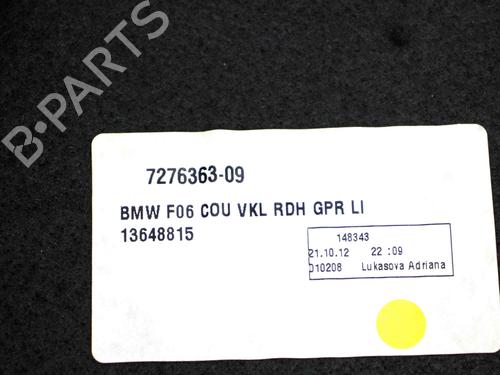 B-PARTS
7276363-09
BMW F06 COU VKL RDH GPR LI
13648815
148343
21.10.12 22:09
010208 Lukasova Adriana